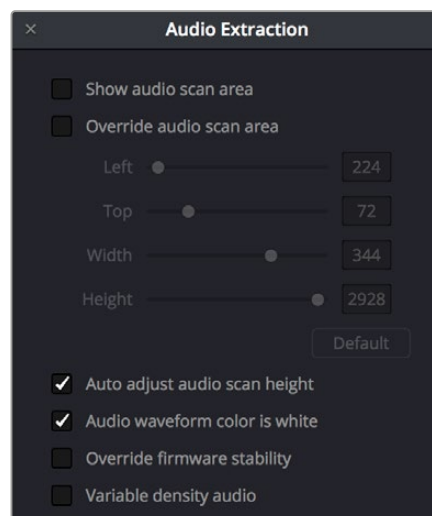 Audio Extraction
Show audio scan area
Override audio scan area
Left 224
Top 72
Width 344
Height 2928
Default
Auto adjust audio scan height
Audio waveform color is white
Override firmware stability
Variable density audio